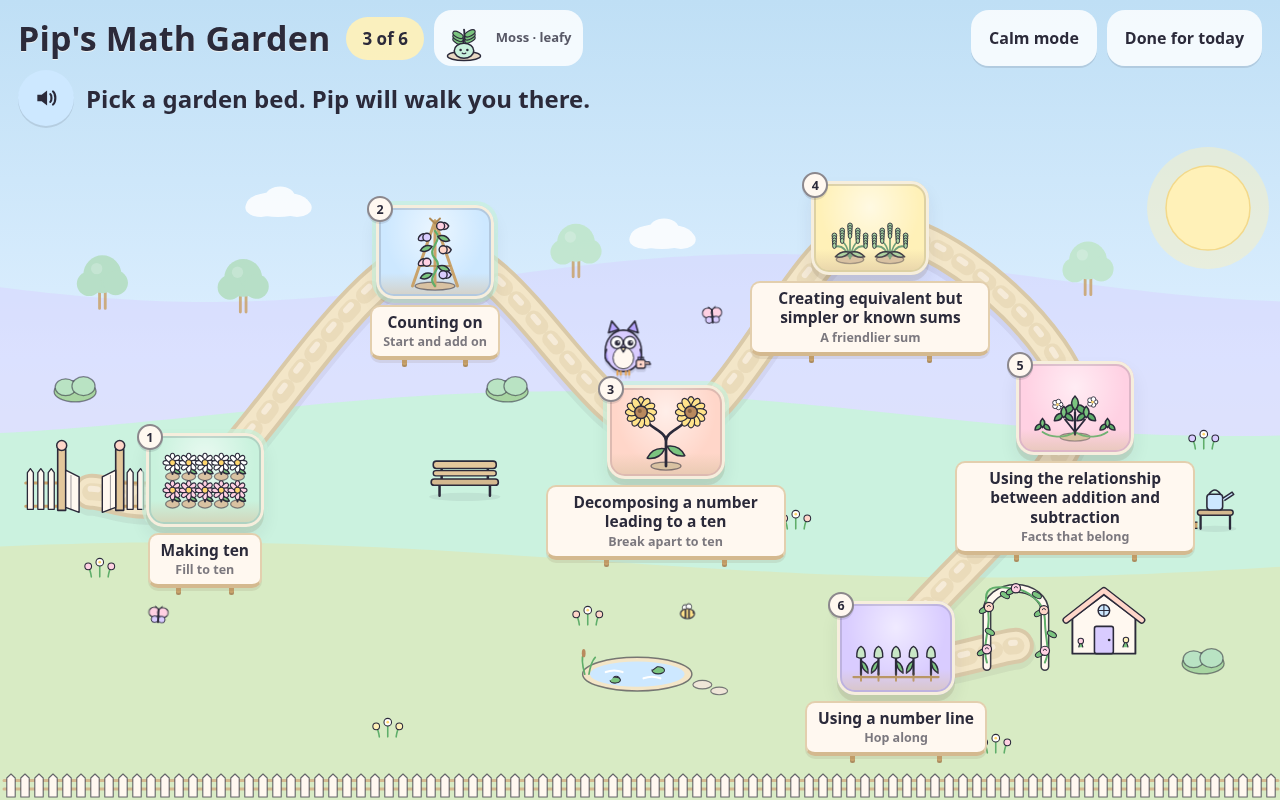 Pip's Math Garden
3 of 6
Moss · leafy
Calm mode
Done for today
Pick a garden bed. Pip will walk you there.
1
Making ten
Fill to ten
2
Counting on
Start and add on
3
Decomposing a number
leading to a ten
Break apart to ten
4
Creating equivalent but
simpler or known sums
A friendlier sum
5
Using the relationship
between addition and
subtraction
Facts that belong
6
Using a number line
Hop along